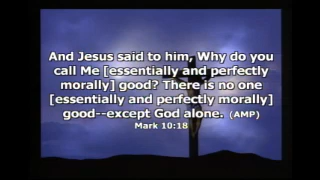 And Jesus said to him, Why do you
call Me [essentially and perfectly
morally] good? There is no one
[essentially and perfectly morally]
good--except God alone. (AMP)
Mark 10:18